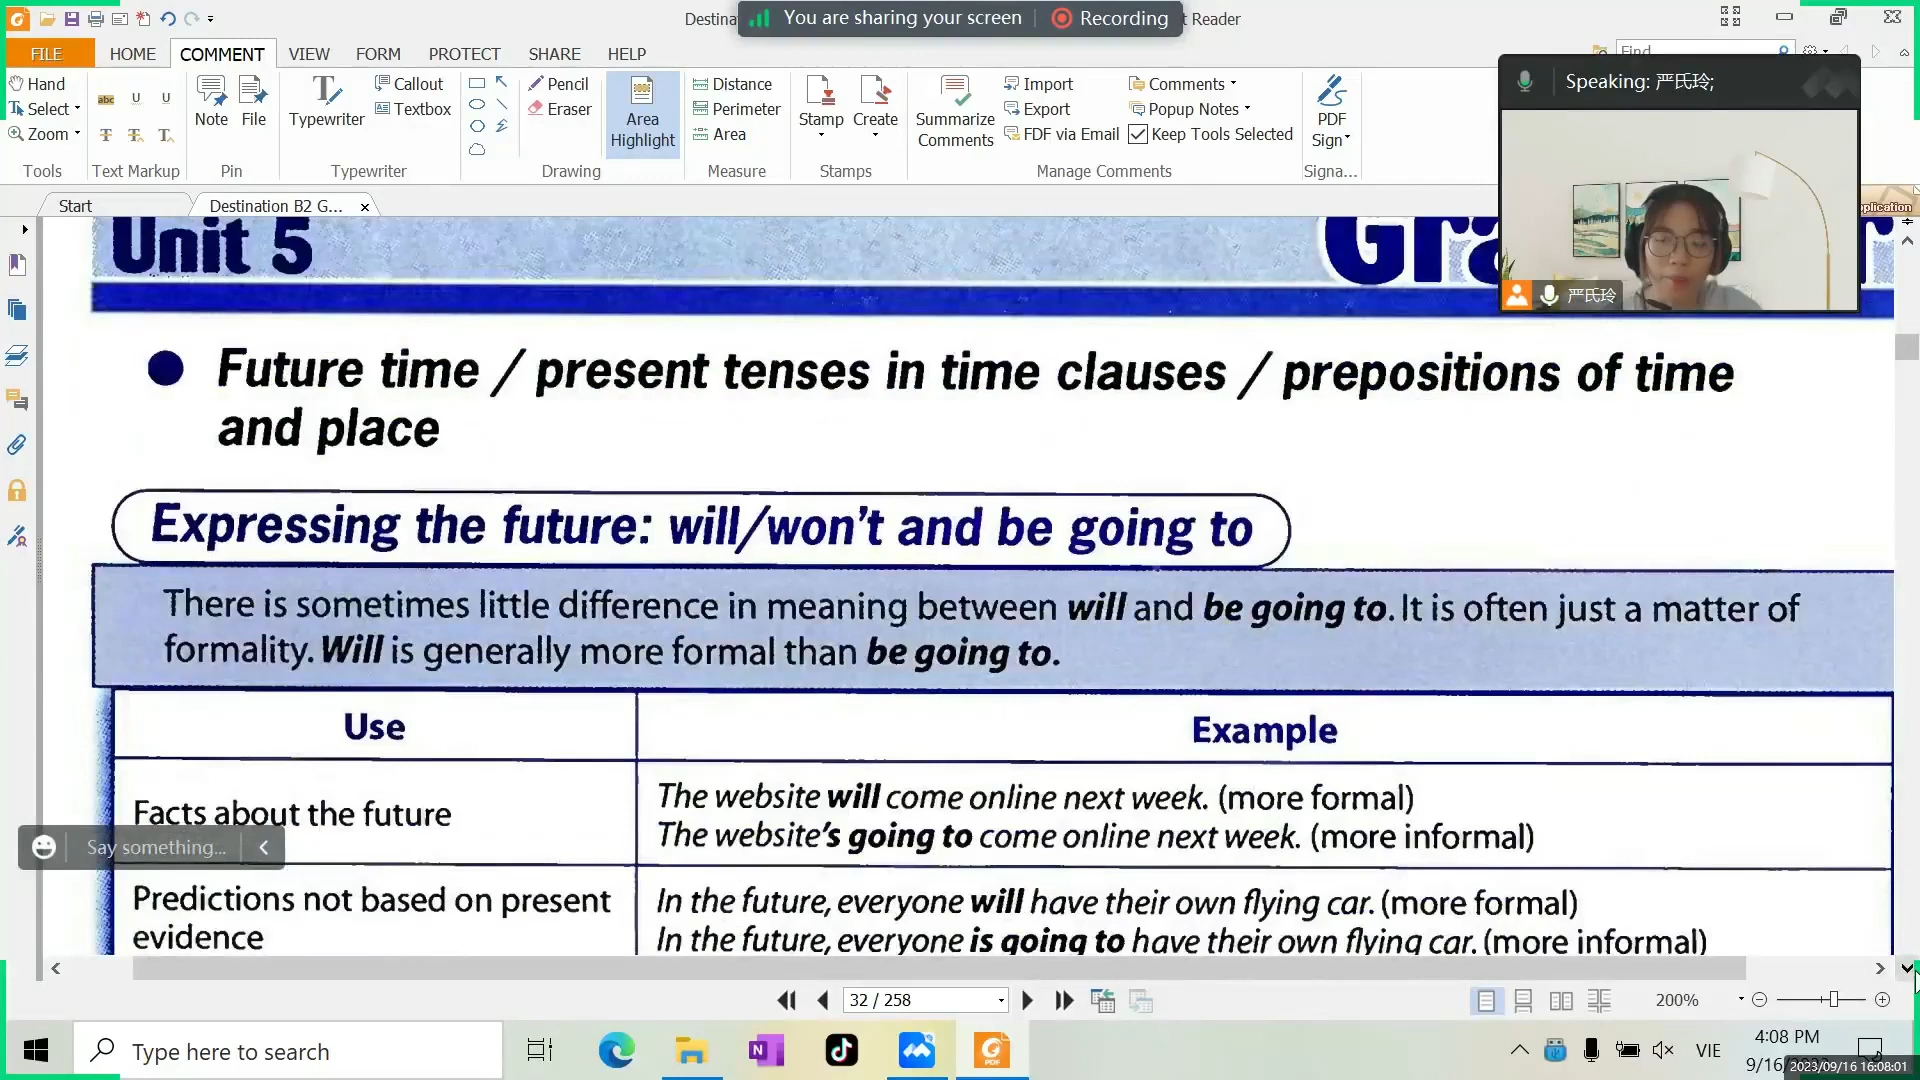 Destina
You are sharing your screen
Recording
t Reader
FILE
HOME
COMMENT
VIEW
FORM
PROTECT
SHARE
HELP
Find
Hand
Select
Zoom
Tools
abc
U
U
T
T
T
Text Markup
Note
File
Pin
Typewriter
Callout
Textbox
Typewriter
Pencil
Eraser
Drawing
Area
Highlight
Distance
Perimeter
Area
Measure
Stamp
Create
Stamps
Summarize
Comments
Import
Export
FDF via Email
Comments
Popup Notes
Keep Tools Selected
Manage Comments
PDF
Sign
Signa...
Speaking: 严氏玲;
严氏玲
plication
Start
Destination B2 G...
Unit 5
Gra
Future time / present tenses in time clauses / prepositions of time
and place
Expressing the future: will/won't and be going to
There is sometimes little difference in meaning between will and be going to. It is often just a matter of
formality. Will is generally more formal than be going to.
Use
Example
Facts about the future
The website will come online next week. (more formal)
The website's going to come online next week. (more informal)
Predictions not based on present
evidence
In the future, everyone will have their own flying car. (more formal)
In the future, everyone is going to have their own flying car. (more informal)
Say something...
32 / 258
200%
Type here to search
VIE
4:08 PM
9/16/20
2023/09/16 16:08:01